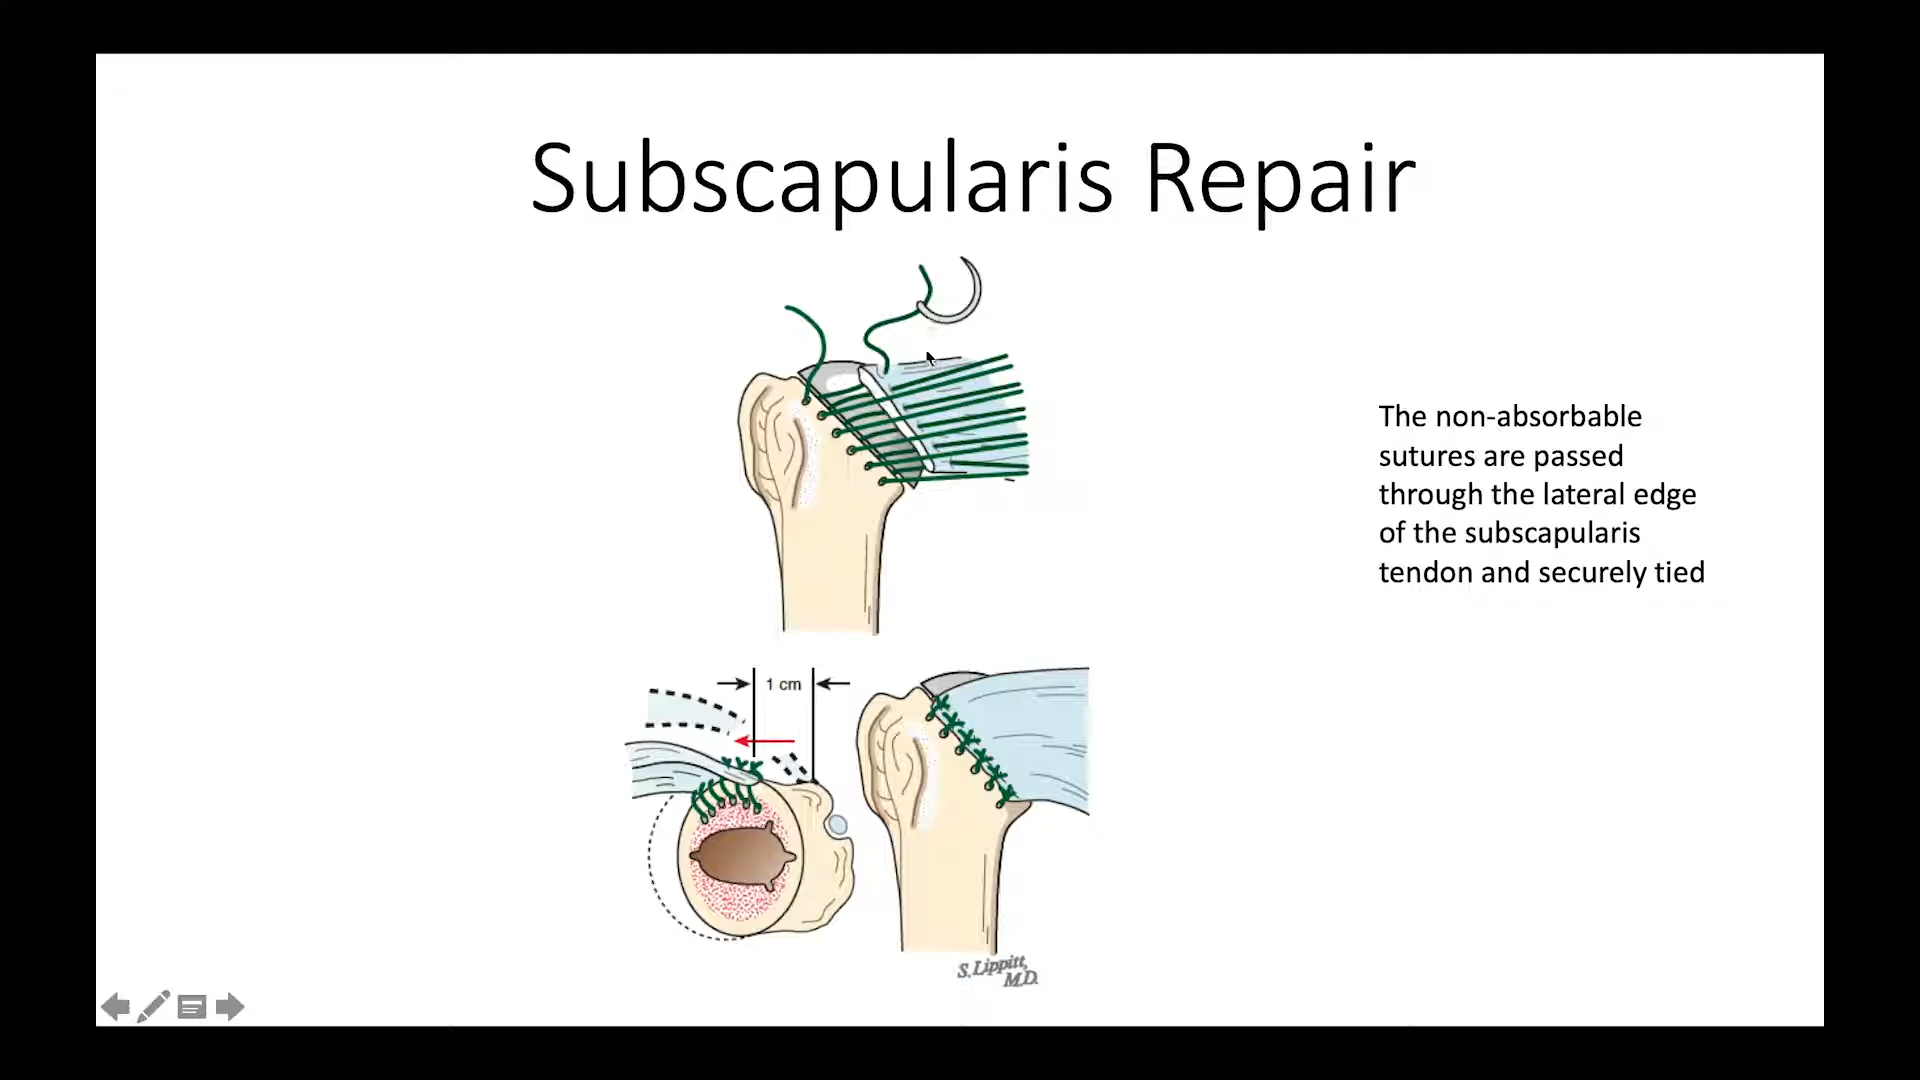 Subscapularis Repair
The non-absorbable
sutures are passed
through the lateral edge
of the subscapularis
tendon and securely tied
1 cm
S. Lippitt,
M.D.